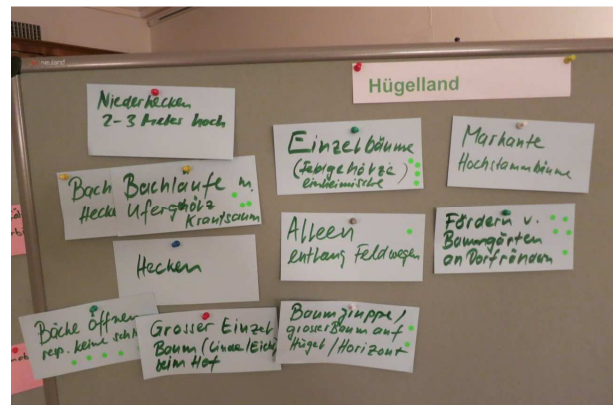 neuland
Hügelland
Niederhecken
2-3 Meter hoch
Einzelbäume
(Feldgehölze)
einheimische
Markante
Hochstammbäume
Bach
Heck
Bachläufe m.
Ufergehölz
Krautsaum
Alleen
entlang Feldwegen
Fördern v.
Baumgärten
an Dorfrändern
Hecken
Bäche öffnen
resp. keine
Grosser Einzel
Baum (Linde/Eiche)
beim Hof
Baumgruppe/
grosser Baum auf
Hügel/Horizont